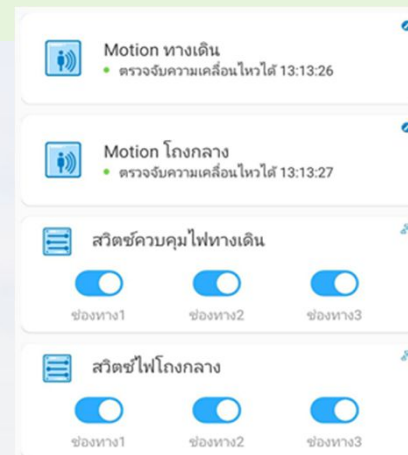 Motion ทางเดิน
ตรวจจับความเคลื่อนไหวได้ 13:13:26
Motion โถงกลาง
ตรวจจับความเคลื่อนไหวได้ 13:13:27
สวิตซ์ควบคุมไฟทางเดิน
ช่องทาง1 ช่องทาง2 ช่องทาง3
สวิตซ์ไฟโถงกลาง
ช่องทาง1 ช่องทาง2 ช่องทาง3